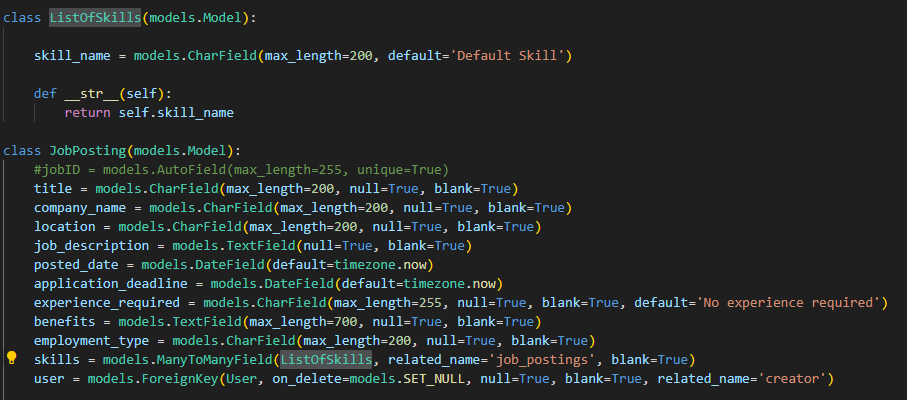 class ListOfSkills(models.Model):
skill_name = models.CharField(max_length=200, default='Default Skill')
def __str__(self):
return self.skill_name
class JobPosting(models.Model):
#jobID = models.AutoField(max_length=255, unique=True)
title = models.CharField(max_length=200, null=True, blank=True)
company_name = models.CharField(max_length=200, null=True, blank=True)
location = models.CharField(max_length=200, null=True, blank=True)
job_description = models.TextField(null=True, blank=True)
posted_date = models.DateField(default=timezone.now)
application_deadline = models.DateField(default=timezone.now)
experience_required = models.CharField(max_length=255, null=True, blank=True, default='No experience required')
benefits = models.TextField(max_length=700, null=True, blank=True)
employment_type = models.CharField(max_length=200, null=True, blank=True)
skills = models.ManyToManyField(ListOfSkills, related_name='job_postings', blank=True)
user = models.ForeignKey(User, on_delete=models.SET_NULL, null=True, blank=True, related_name='creator')